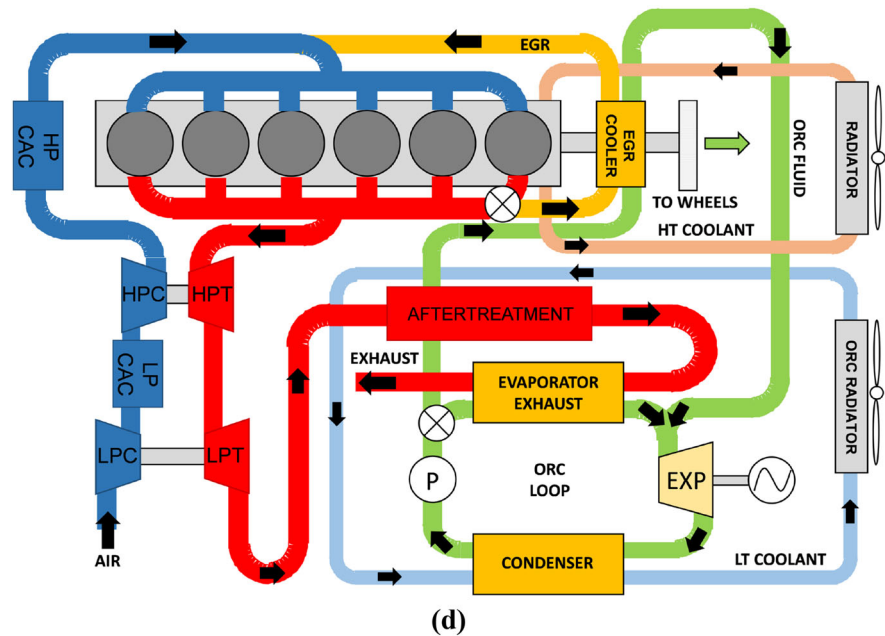 EGR
HP
CAC
EGR
COOLER
ORC FLUID
RADIATOR
TO WHEELS
HT COOLANT
HPC
HPT
AFTERTREATMENT
LP
CAC
EXHAUST
EVAPORATOR
EXHAUST
ORC RADIATOR
LPC
LPT
P
ORC
LOOP
EXP
AIR
CONDENSER
LT COOLANT
(d)